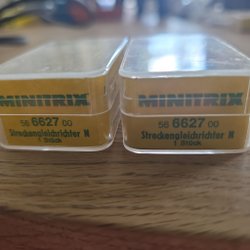 MINITRIX
56 6627 00
Streckengleichrichter N
1 Stück
MINITRIX
56 6627 00
Streckengleichrichter N
1 Stück